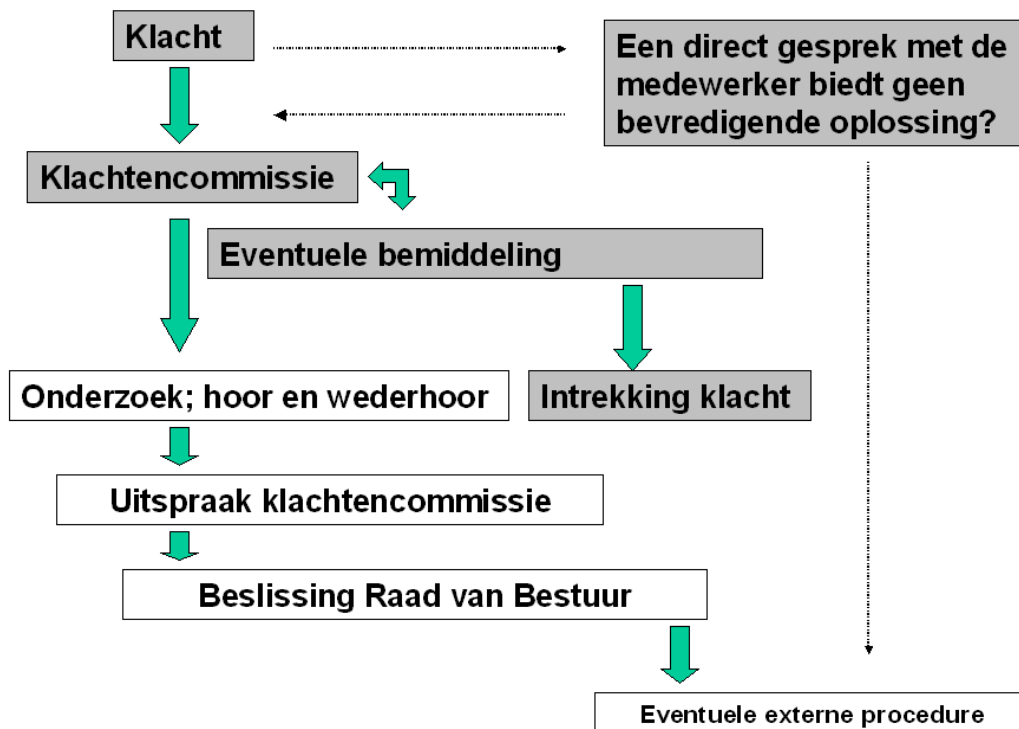 Klacht
Een direct gesprek met de
medewerker biedt geen
bevredigende oplossing?
Klachtencommissie
Eventuele bemiddeling
Onderzoek; hoor en wederhoor
Intrekking klacht
Uitspraak klachtencommissie
Beslissing Raad van Bestuur
Eventuele externe procedure